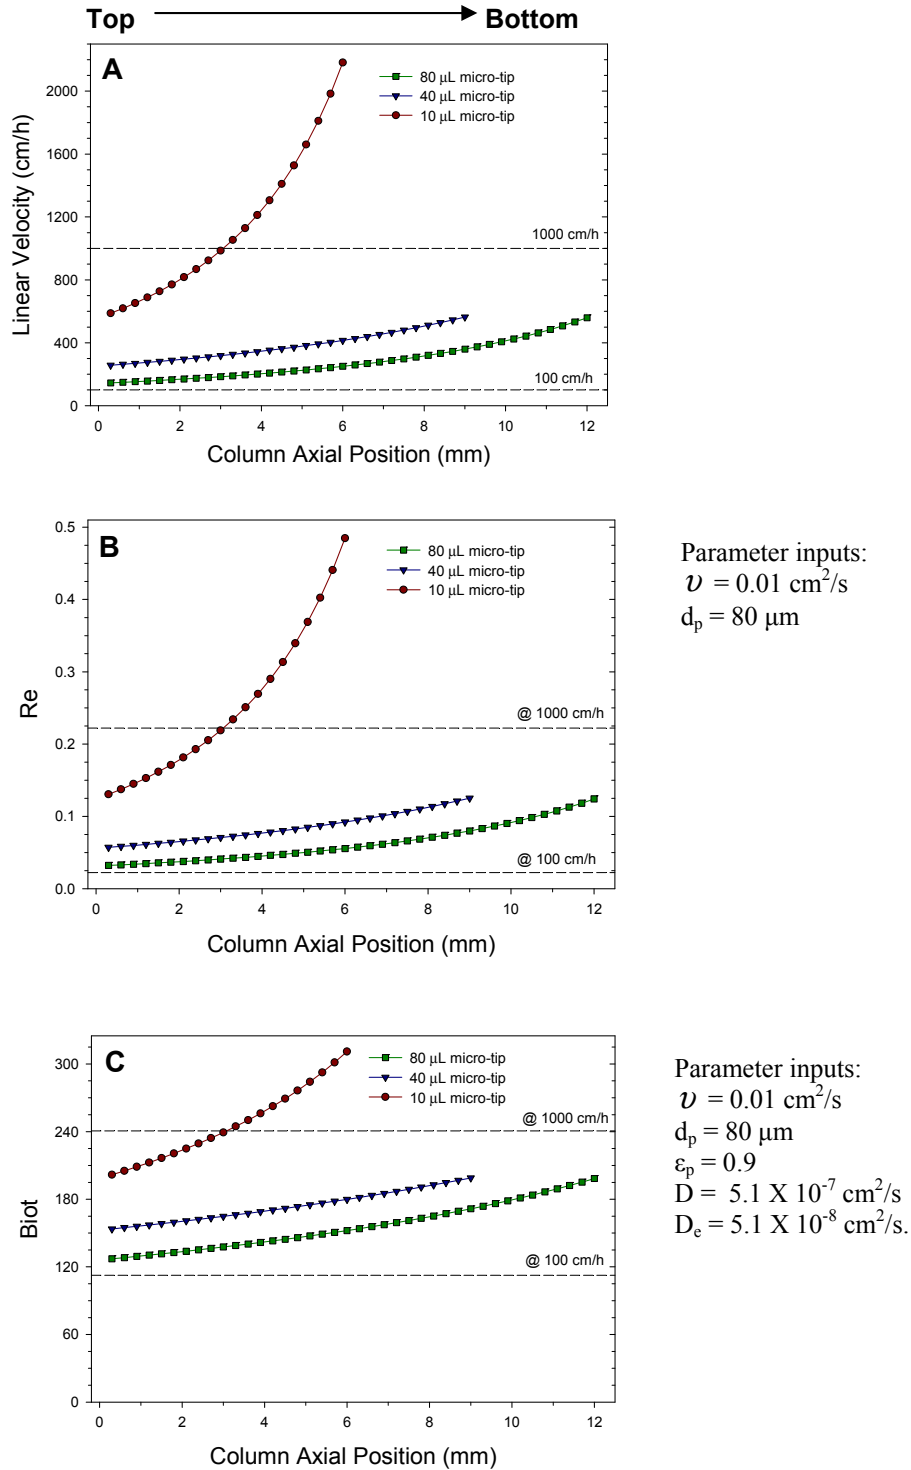 Top Bottom
A
80 μL micro-tip
40 μL micro-tip
10 μL micro-tip
2000
1600
1200
800
400
0
1000 cm/h
100 cm/h
Linear Velocity (cm/h)
0 2 4 6 8 10 12
Column Axial Position (mm)
B
80 μL micro-tip
40 μL micro-tip
10 μL micro-tip
0.5
0.4
0.3
0.2
0.1
0.0
@ 1000 cm/h
@ 100 cm/h
Re
0 2 4 6 8 10 12
Column Axial Position (mm)
Parameter inputs:
υ = 0.01 cm²/s
dₚ = 80 μm
C
80 μL micro-tip
40 μL micro-tip
10 μL micro-tip
300
240
180
120
60
0
@ 1000 cm/h
@ 100 cm/h
Biot
0 2 4 6 8 10 12
Column Axial Position (mm)
Parameter inputs:
υ = 0.01 cm²/s
dₚ = 80 μm
εₚ = 0.9
D = 5.1 X 10⁻⁷ cm²/s
Dₑ = 5.1 X 10⁻⁸ cm²/s.